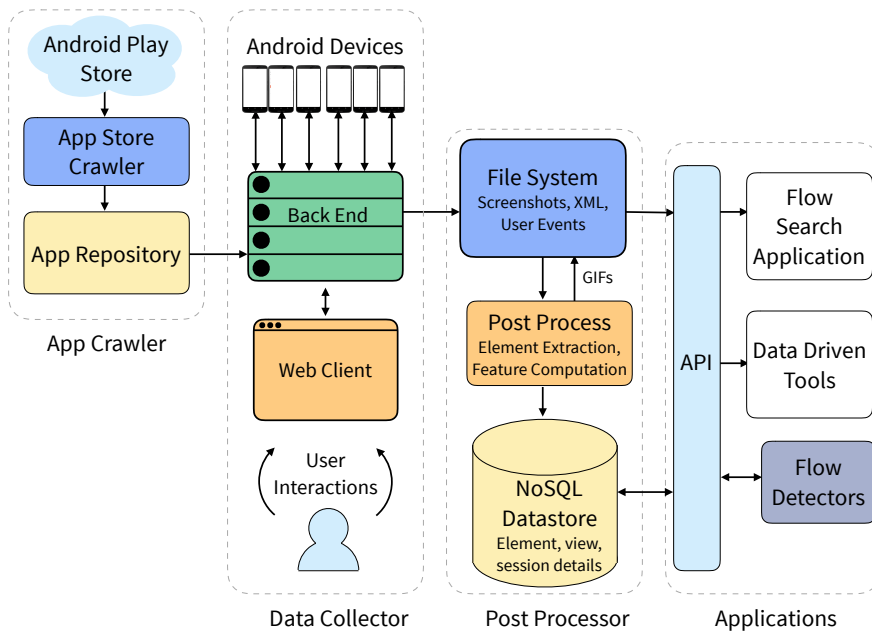 Android Play
Store
App Store
Crawler
App Repository
App Crawler
Android Devices
Back End
Web Client
User
Interactions
Data Collector
File System
Screenshots, XML,
User Events
GIFs
Post Process
Element Extraction,
Feature Computation
NoSQL
Datastore
Element, view,
session details
Post Processor
API
Flow
Search
Application
Data Driven
Tools
Flow
Detectors
Applications